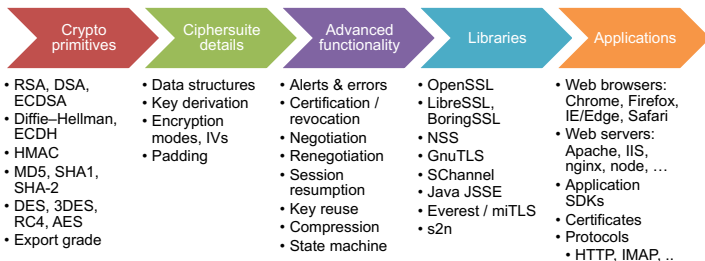 Crypto
primitives
Ciphersuite
details
Advanced
functionality
Libraries
Applications
• RSA, DSA,
ECDSA
• Diffie–Hellman,
ECDH
• HMAC
• MD5, SHA1,
SHA-2
• DES, 3DES,
RC4, AES
• Export grade
• Data structures
• Key derivation
• Encryption
modes, IVs
• Padding
• Alerts & errors
• Certification /
revocation
• Negotiation
• Renegotiation
• Session
resumption
• Key reuse
• Compression
• State machine
• OpenSSL
• LibreSSL,
BoringSSL
• NSS
• GnuTLS
• SChannel
• Java JSSE
• Everest / miTLS
• s2n
• Web browsers:
Chrome, Firefox,
IE/Edge, Safari
• Web servers:
Apache, IIS,
nginx, node, …
• Application
SDKs
• Certificates
• Protocols
• HTTP, IMAP, ..